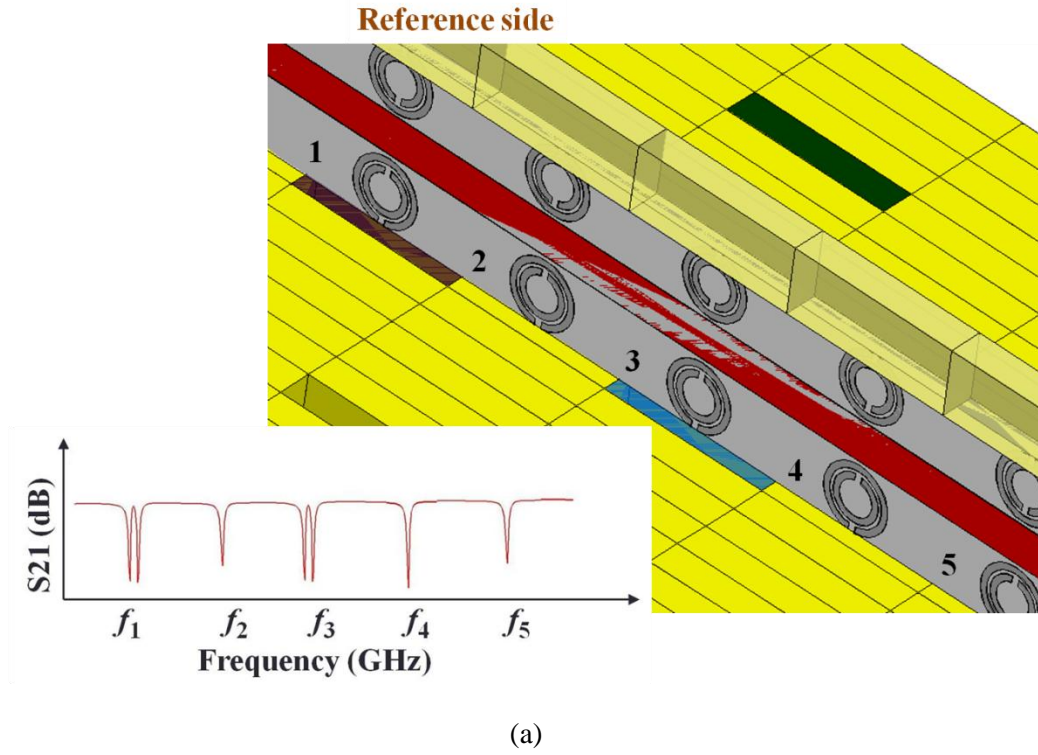 Reference side
1
2
3
4
5
S21 (dB)
f1 f2 f3 f4 f5
Frequency (GHz)
(a)